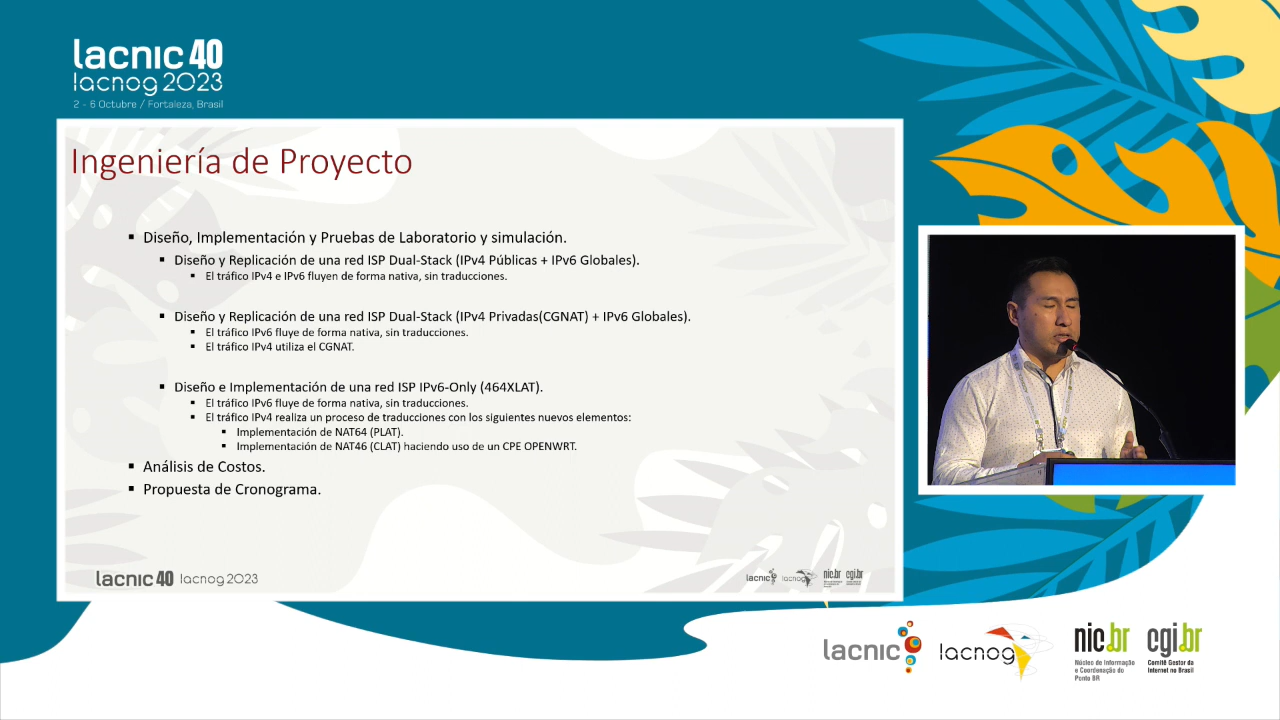 lacnic 40
lacnog 2023
2 - 6 Octubre / Fortaleza, Brasil
Ingeniería de Proyecto
▪ Diseño, Implementación y Pruebas de Laboratorio y simulación.
▪ Diseño y Replicación de una red ISP Dual-Stack (IPv4 Públicas + IPv6 Globales).
▪ El tráfico IPv4 e IPv6 fluyen de forma nativa, sin traducciones.
▪ Diseño y Replicación de una red ISP Dual-Stack (IPv4 Privadas(CGNAT) + IPv6 Globales).
▪ El tráfico IPv6 fluye de forma nativa, sin traducciones.
▪ El tráfico IPv4 utiliza el CGNAT.
▪ Diseño e Implementación de una red ISP IPv6-Only (464XLAT).
▪ El tráfico IPv6 fluye de forma nativa, sin traducciones.
▪ El tráfico IPv4 realiza un proceso de traducciones con los siguientes nuevos elementos:
▪ Implementación de NAT64 (PLAT).
▪ Implementación de NAT46 (CLAT) haciendo uso de un CPE OPENWRT.
▪ Análisis de Costos.
▪ Propuesta de Cronograma.
lacnic 40 lacnog 2023
lacnic lacnog nic.br cgi.br
lacnic lacnog nic.br cgi.br
Núcleo de Informação e Coordenação do Ponto BR
Comitê Gestor da Internet no Brasil